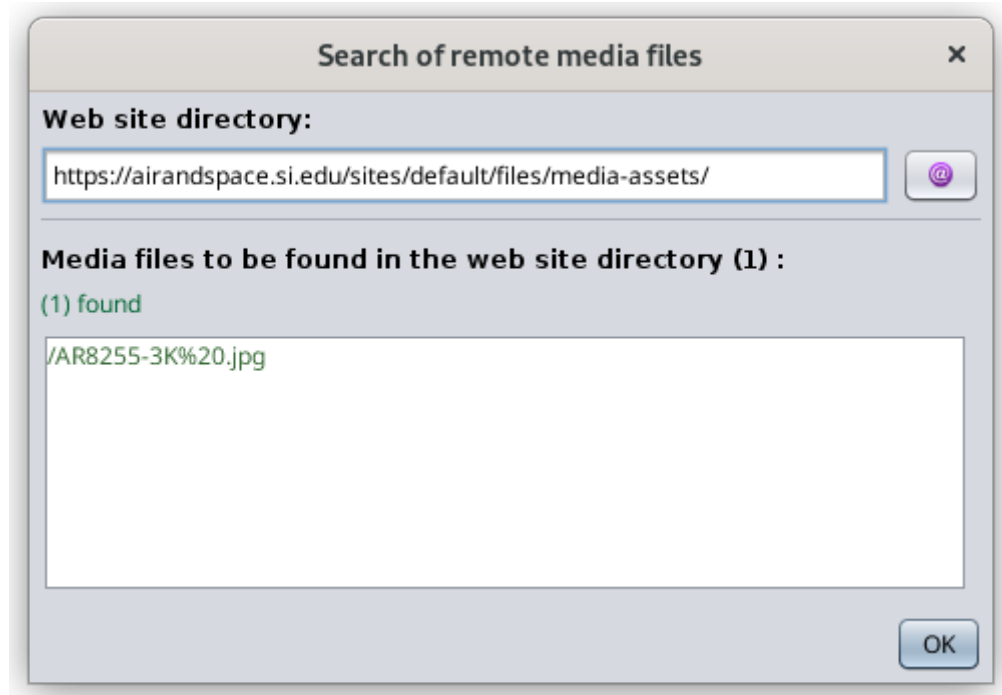 Search of remote media files ×
Web site directory:
https://airandspace.si.edu/sites/default/files/media-assets/ @
Media files to be found in the web site directory (1) :
(1) found
/AR8255-3K%20.jpg
OK